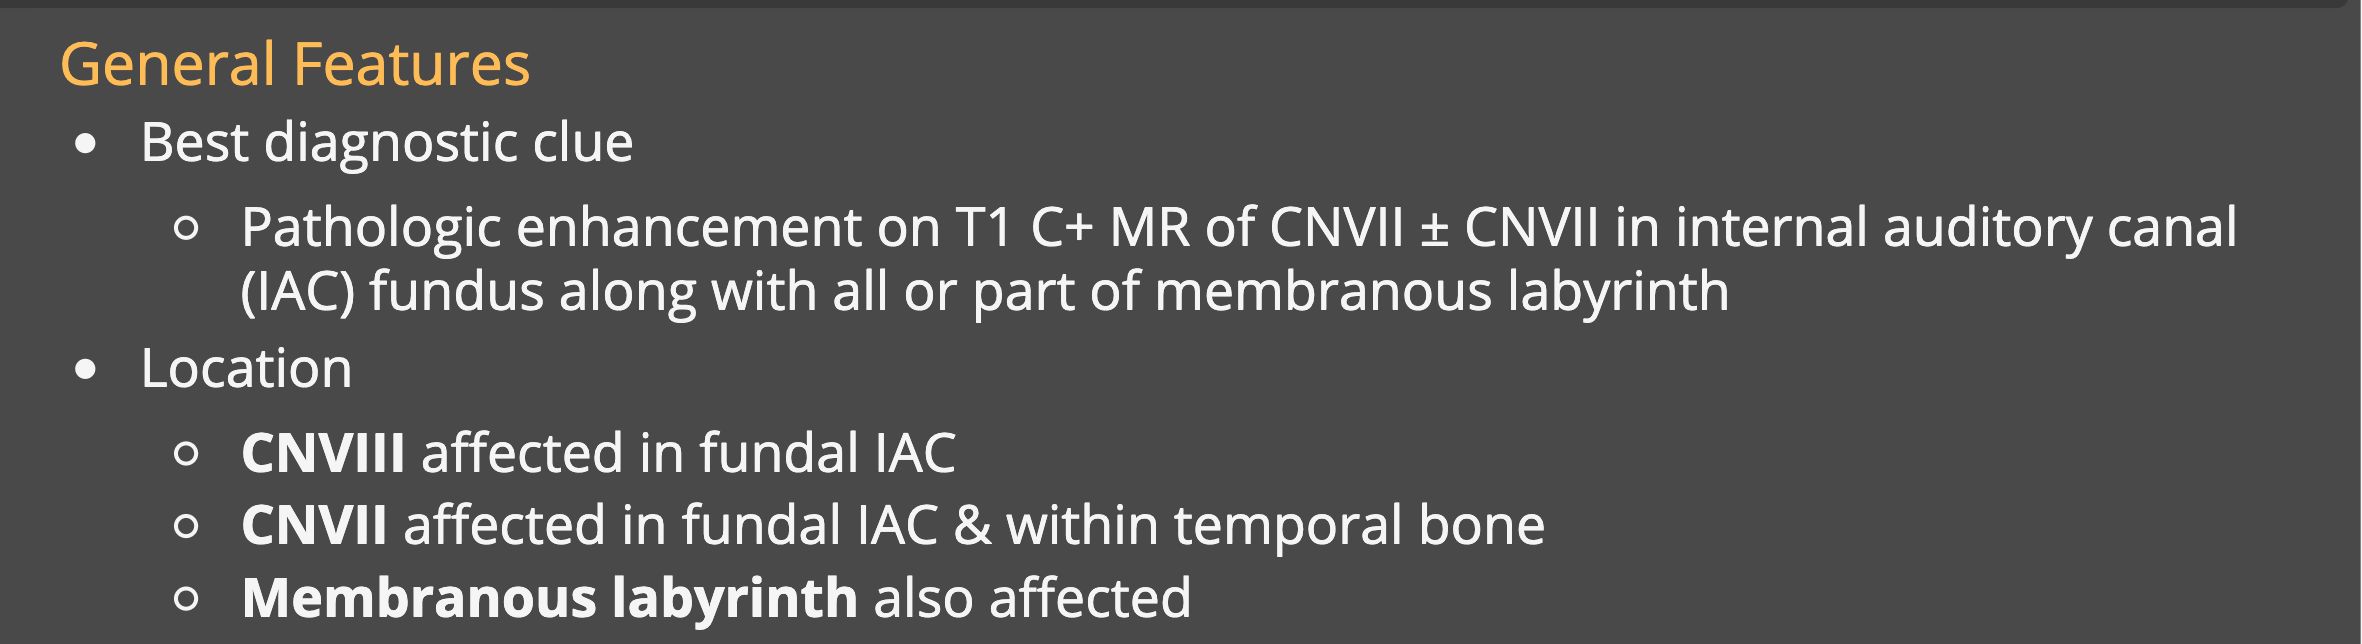 General Features
• Best diagnostic clue
○ Pathologic enhancement on T1 C+ MR of CNVII ± CNVII in internal auditory canal
(IAC) fundus along with all or part of membranous labyrinth
• Location
○ CNVIII affected in fundal IAC
○ CNVII affected in fundal IAC & within temporal bone
○ Membranous labyrinth also affected